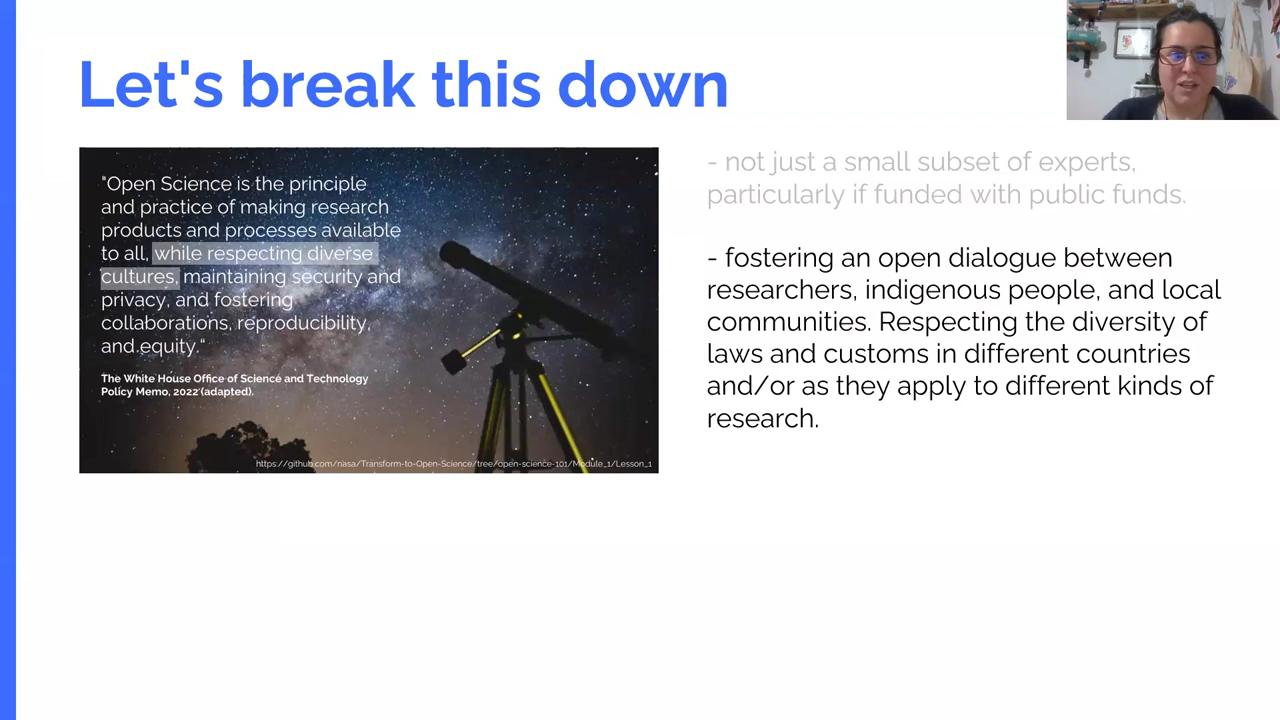 Let's break this down
"Open Science is the principle
and practice of making research
products and processes available
to all, while respecting diverse
cultures, maintaining security and
privacy, and fostering
collaborations, reproducibility,
and equity."
The White House Office of Science and Technology
Policy Memo, 2022 (adapted).
https://github.com/nasa/Transform-to-Open-Science/tree/open-science-101/Module_1/Lesson_1
- not just a small subset of experts,
particularly if funded with public funds.
- fostering an open dialogue between
researchers, indigenous people, and local
communities. Respecting the diversity of
laws and customs in different countries
and/or as they apply to different kinds of
research.